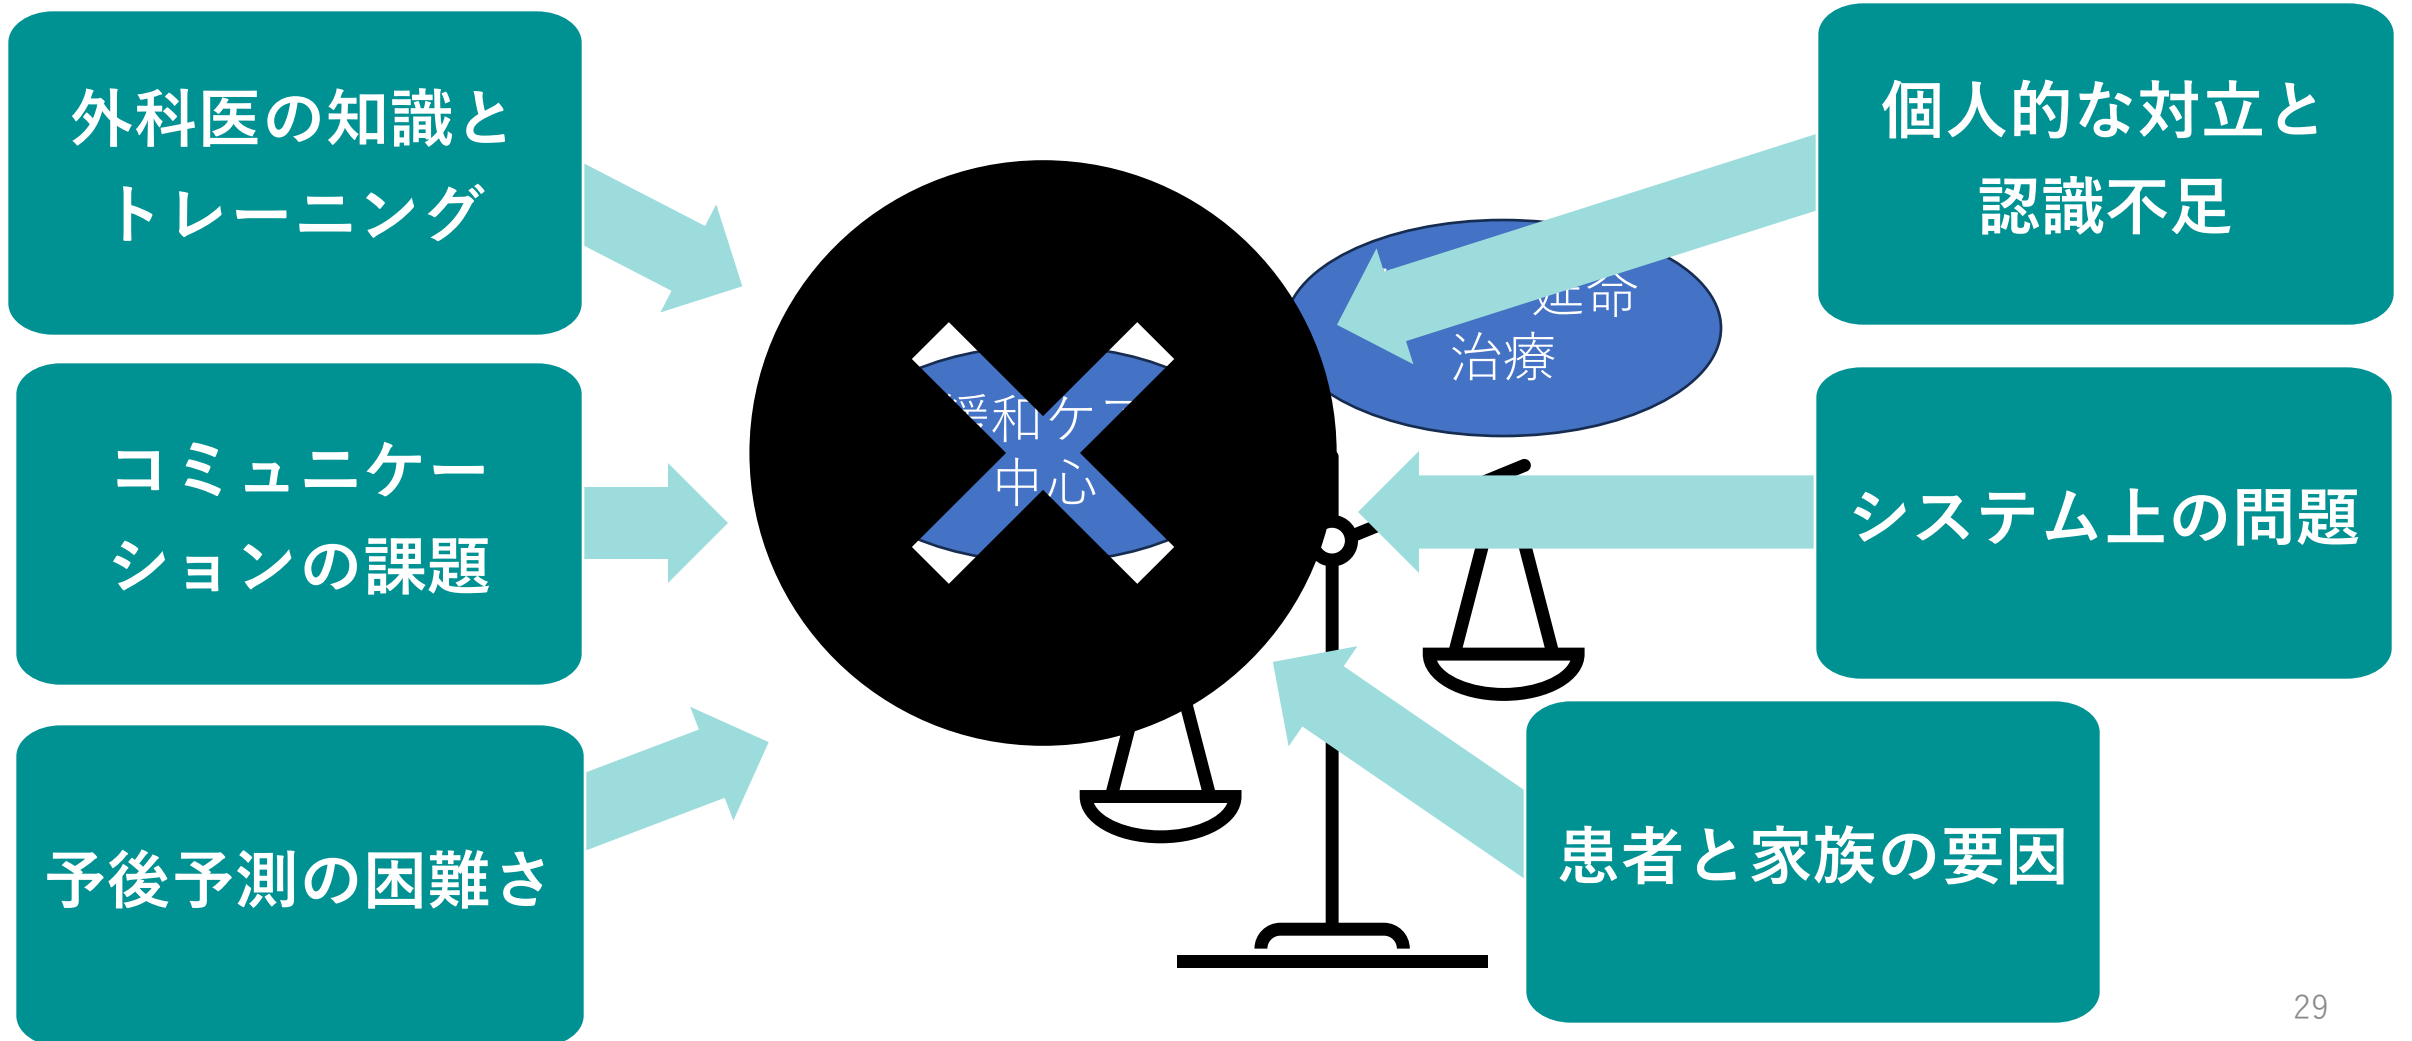 外科医の知識と
トレーニング
コミュニケー
ションの課題
予後予測の困難さ
和ケ
中心
延命
治療
個人的な対立と
認識不足
システム上の問題
患者と家族の要因
29